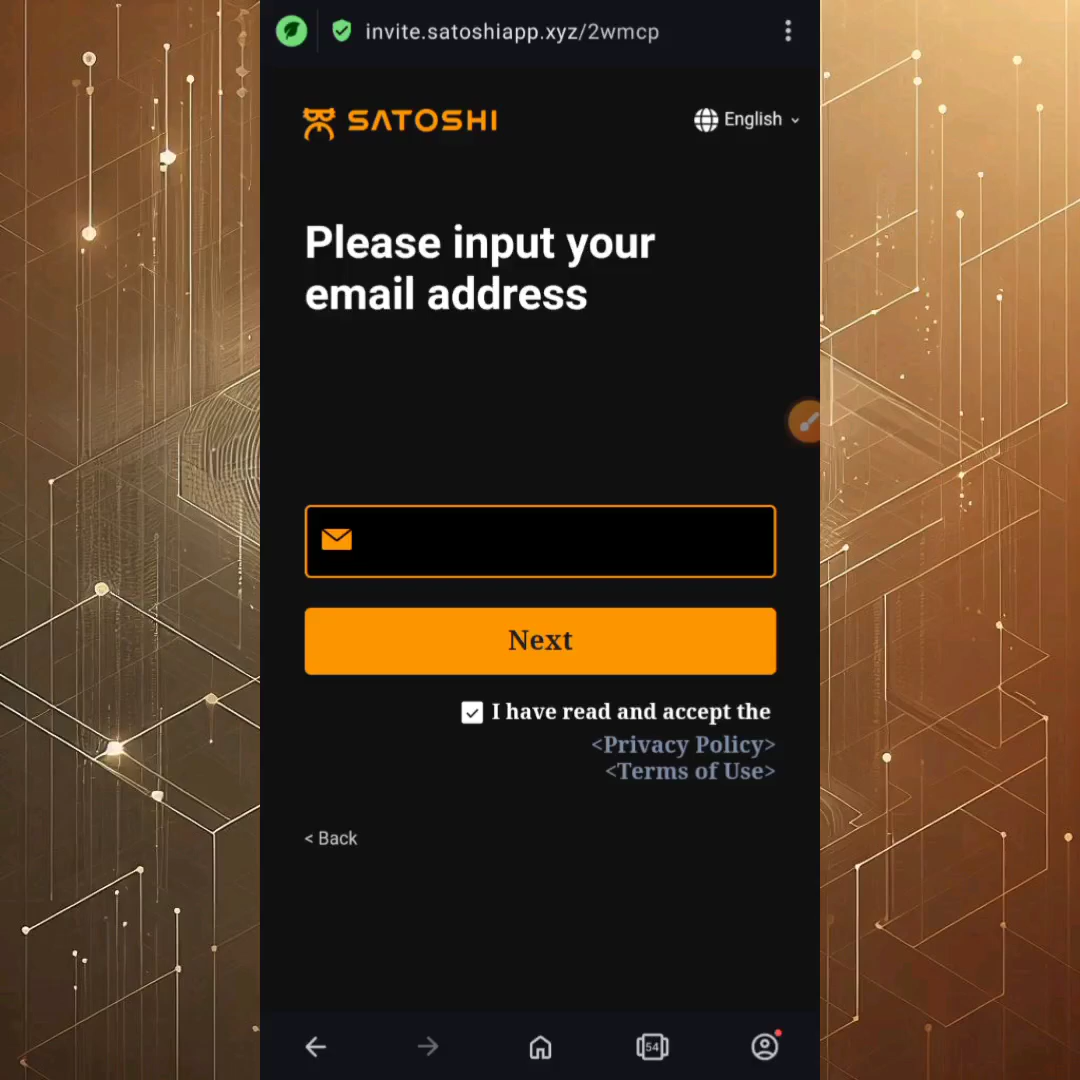 invite.satoshiapp.xyz/2wmcp
SATOSHI
English
Please input your
email address
Next
I have read and accept the
<Privacy Policy>
<Terms of Use>
< Back
54